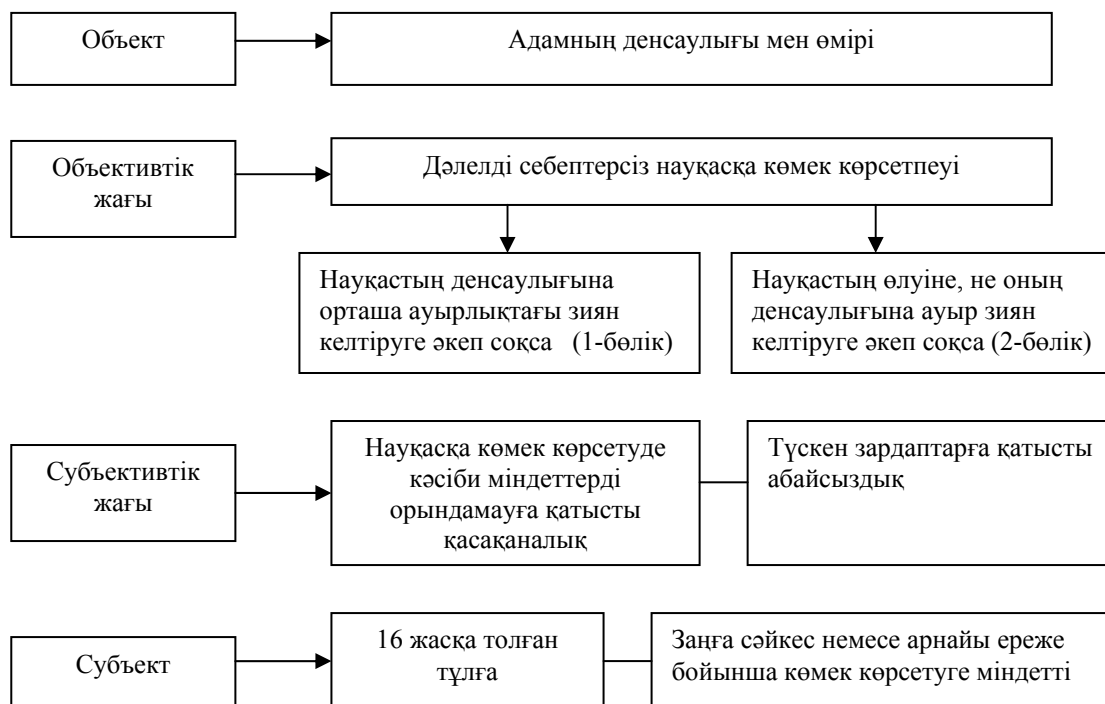 Объект
Адамның денсаулығы мен өмірі
Объективтік
жағы
Дәлелді себептерсіз науқасқа көмек көрсетпеуі
Науқастың денсаулығына
орташа ауырлықтағы зиян
келтіруге әкеп соқса (1-бөлік)
Науқастың өлуіне, не оның
денсаулығына ауыр зиян
келтіруге әкеп соқса (2-бөлік)
Субъективтік
жағы
Науқасқа көмек көрсетуде
кәсіби міндеттерді
орындамауға қатысты
қасақаналық
Түскен зардаптарға қатысты
абайсыздық
Субъект
16 жасқа толған
тұлға
Заңға сәйкес немесе арнайы ереже
бойынша көмек көрсетуге міндетті